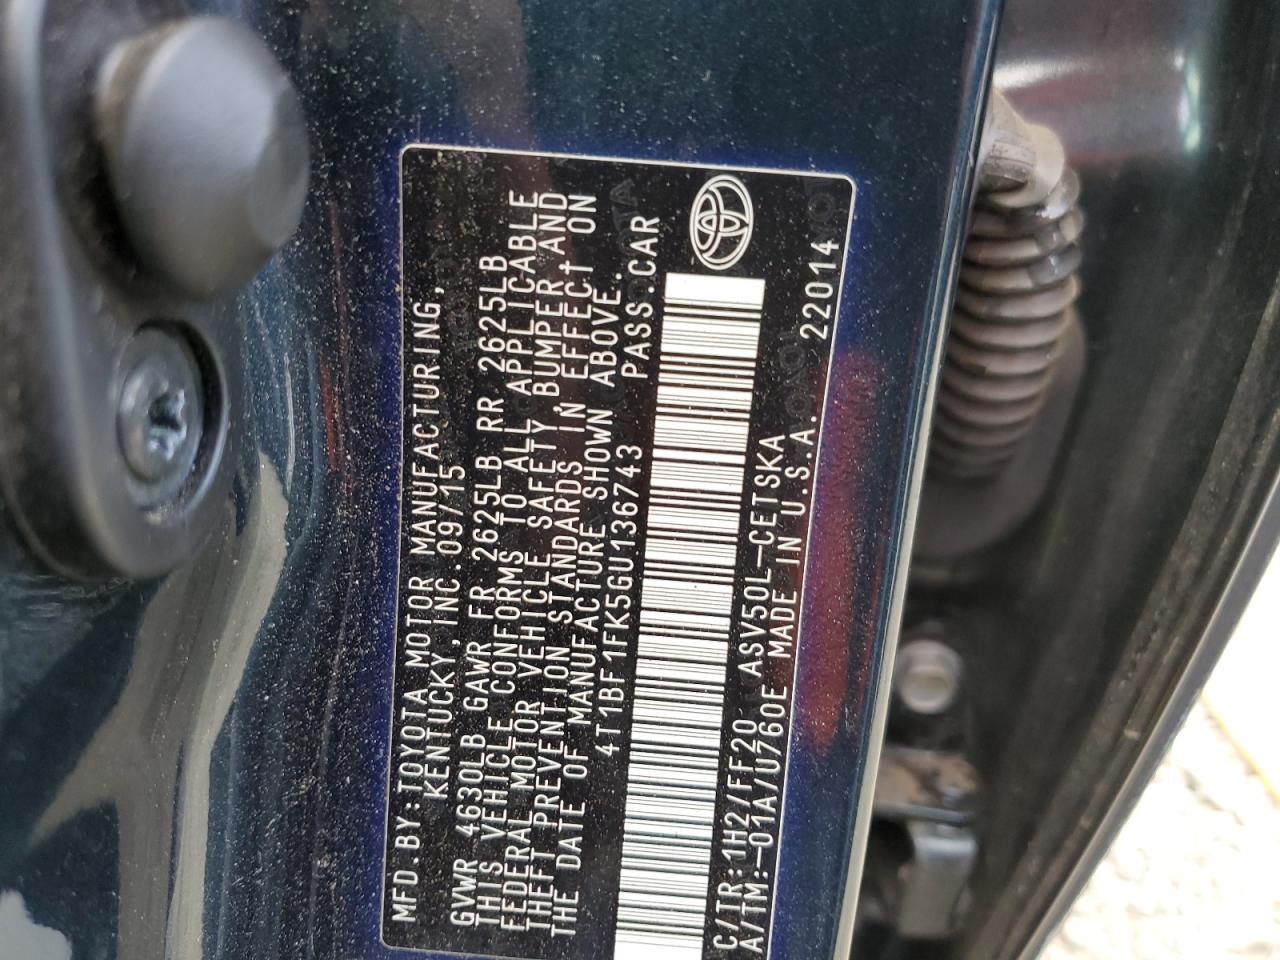 MFD.BY:TOYOTA MOTOR MANUFACTURING,
KENTUCKY, INC.09/15
GVWR 4630LB GAWR FR 2625LB RR 2625LB
THIS VEHICLE CONFORMS TO ALL APPLICABLE
FEDERAL MOTOR VEHICLE SAFETY, BUMPER AND
THEFT PREVENTION STANDARDS IN EFFECT ON
THE DATE OF MANUFACTURE SHOWN ABOVE.
4T1BF1FK5GU136743 PASS.CAR
C/TR:1H2/FF20 ASV50L-CETSKA
A/TM:-01A/U760E MADE IN U.S.A. 22014